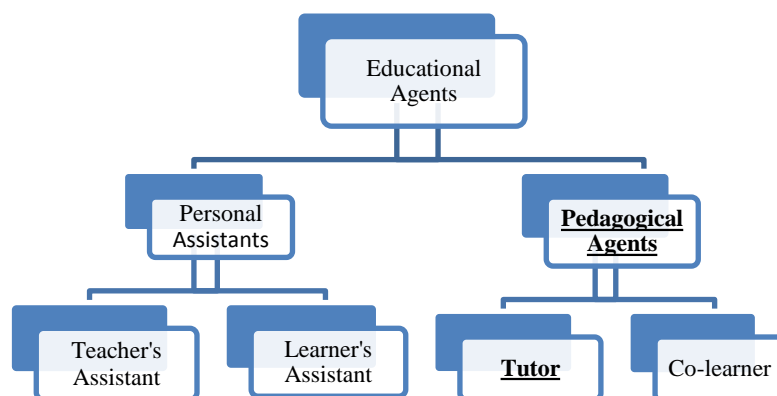 Educational
Agents
Personal
Assistants
Pedagogical
Agents
Teacher's
Assistant
Learner's
Assistant
Tutor
Co-learner